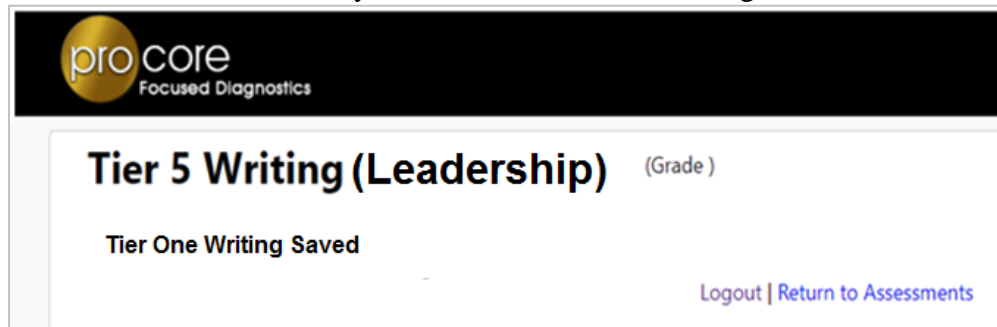 pro core
Focused Diagnostics
Tier 5 Writing (Leadership) (Grade )
Tier One Writing Saved
Logout | Return to Assessments